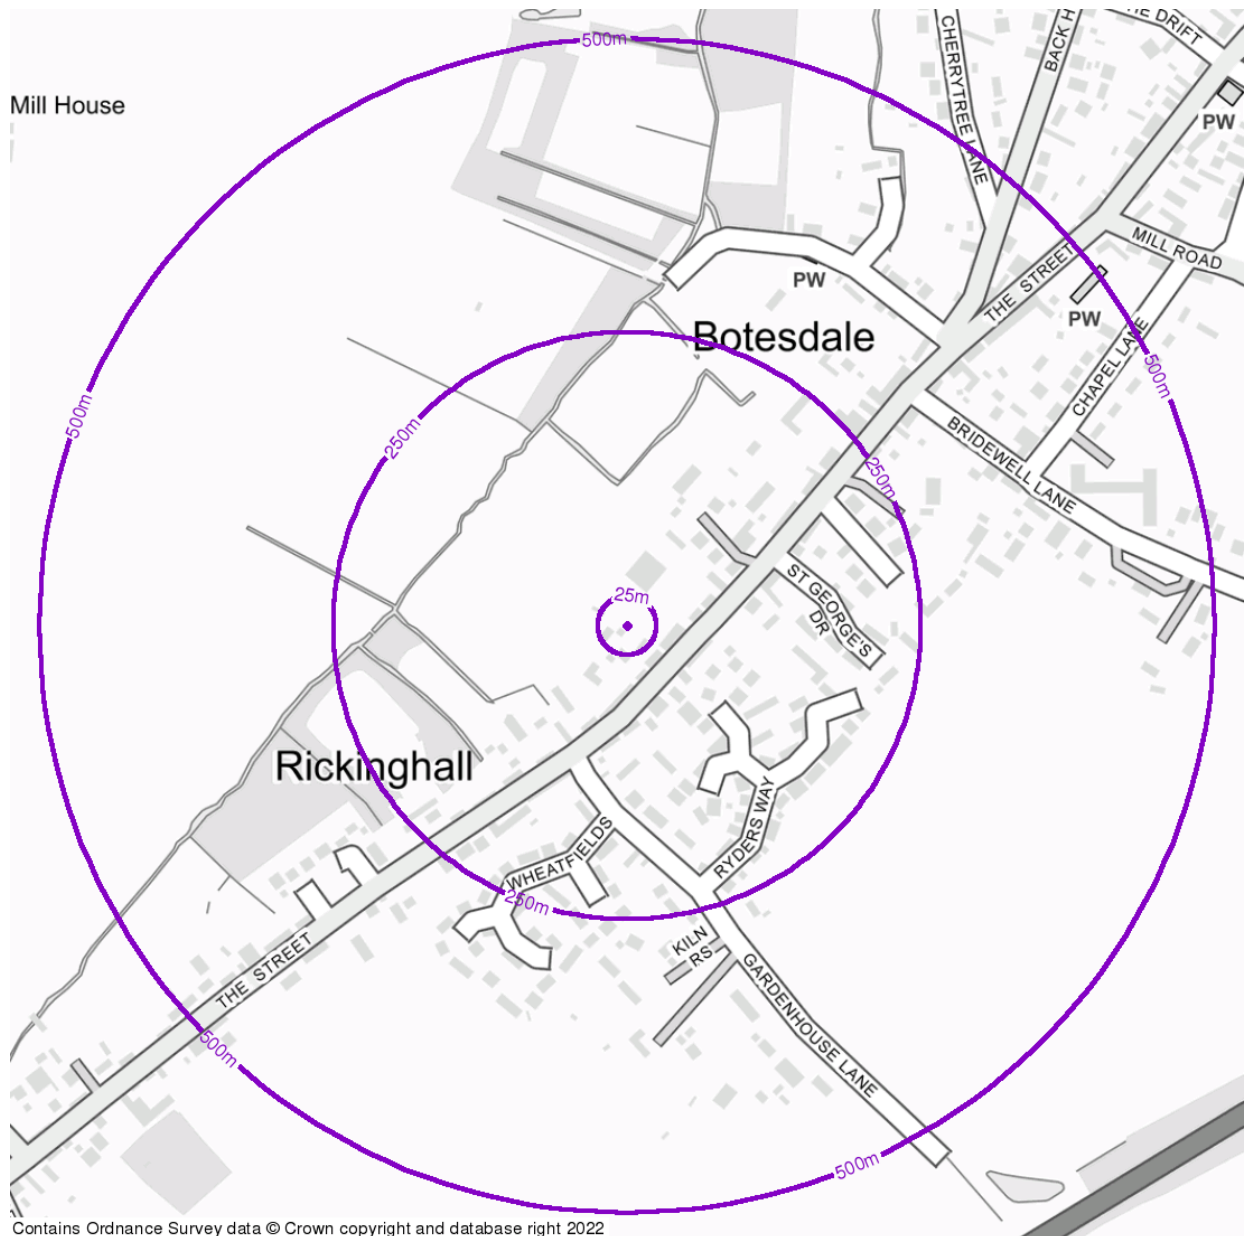 500m
THE DRIFT
CHERRYTREE LANE
BACK H
Mill House
PW
MILL ROAD
THE STREET
PW
PW
Botesdale
CHAPEL LANE
500m
500m
250m
250m
BRIDEWELL LANE
25m
ST GEORGE'S
DR
Rickinghall
WHEATFIELDS
RYDERS WAY
250m
KILN
RS
GARDENHOUSE LANE
THE STREET
500m
500m
Contains Ordnance Survey data © Crown copyright and database right 2022